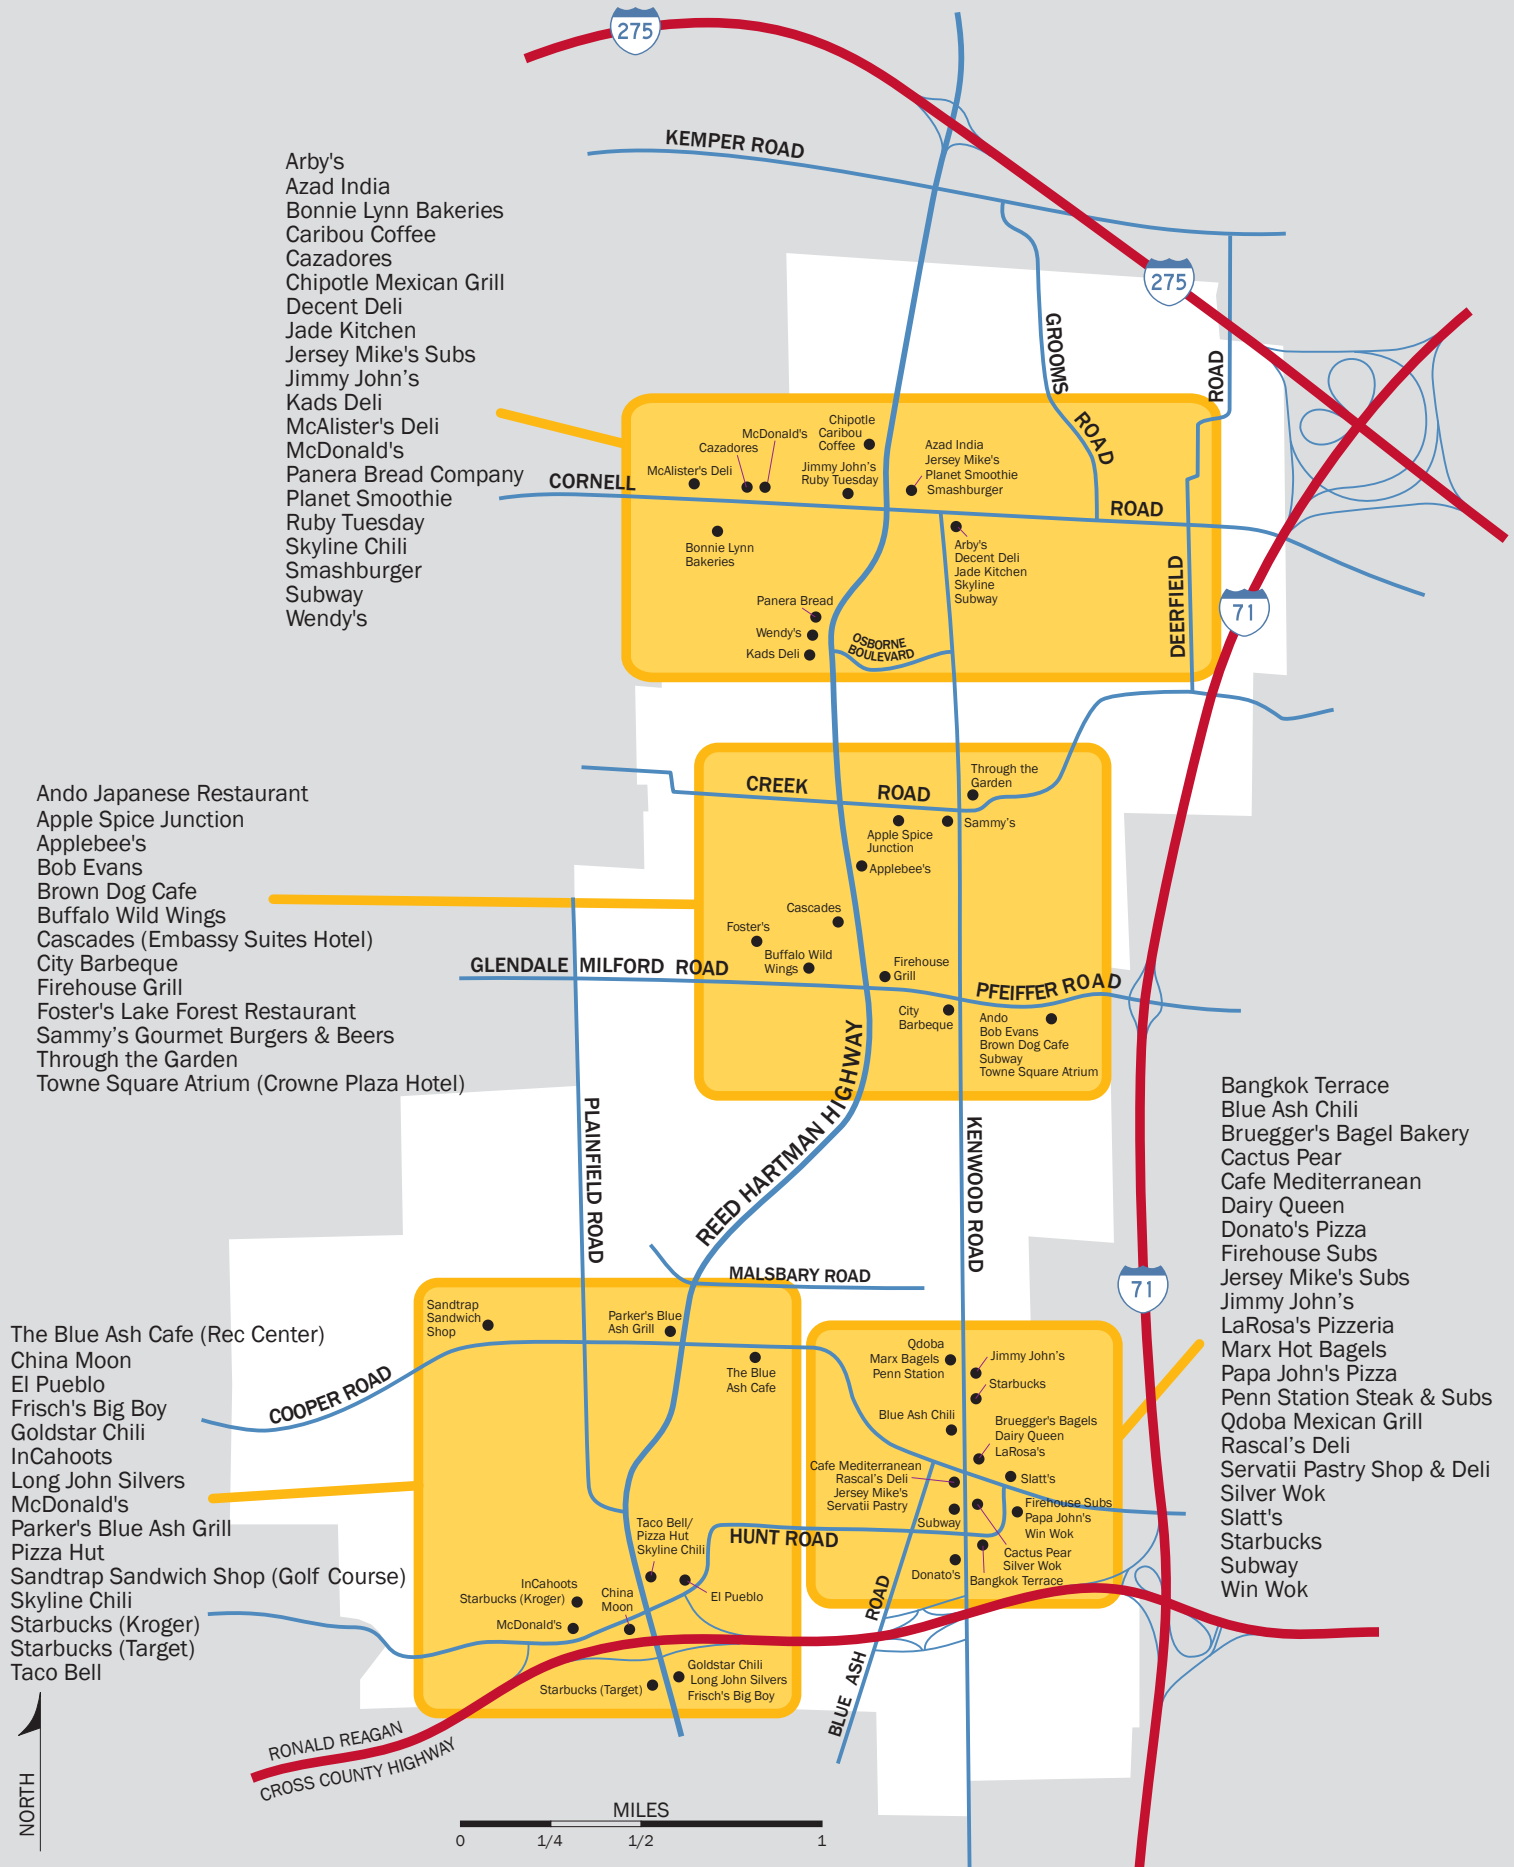 275
KEMPER ROAD
275
Arby's
Azad India
Bonnie Lynn Bakeries
Caribou Coffee
Cazadores
Chipotle Mexican Grill
Decent Deli
Jade Kitchen
Jersey Mike's Subs
Jimmy John’s
Kads Deli
McAlister's Deli
McDonald's
Panera Bread Company
Planet Smoothie
Ruby Tuesday
Skyline Chili
Smashburger
Subway
Wendy's
GROOMS
ROAD
ROAD
DEERFIELD
71
CORNELL
ROAD
McAlister's Deli
Cazadores
McDonald's
Chipotle
Caribou
Coffee
Jimmy John’s
Ruby Tuesday
Azad India
Jersey Mike's
Planet Smoothie
Smashburger
Bonnie Lynn
Bakeries
Arby's
Decent Deli
Jade Kitchen
Skyline
Subway
Panera Bread
Wendy's
Kads Deli
OSBORNE
BOULEVARD
Ando Japanese Restaurant
Apple Spice Junction
Applebee's
Bob Evans
Brown Dog Cafe
Buffalo Wild Wings
Cascades (Embassy Suites Hotel)
City Barbeque
Firehouse Grill
Foster's Lake Forest Restaurant
Sammy’s Gourmet Burgers & Beers
Through the Garden
Towne Square Atrium (Crowne Plaza Hotel)
CREEK
ROAD
Through the
Garden
Apple Spice
Junction
Sammy’s
Applebee's
Cascades
Foster's
Buffalo Wild
Wings
Firehouse
Grill
GLENDALE MILFORD ROAD
PFEIFFER ROAD
City
Barbeque
Ando
Bob Evans
Brown Dog Cafe
Subway
Towne Square Atrium
REED HARTMAN HIGHWAY
PLAINFIELD ROAD
KENWOOD ROAD
MALSBARY ROAD
71
Bangkok Terrace
Blue Ash Chili
Bruegger's Bagel Bakery
Cactus Pear
Cafe Mediterranean
Dairy Queen
Donato's Pizza
Firehouse Subs
Jersey Mike's Subs
Jimmy John’s
LaRosa's Pizzeria
Marx Hot Bagels
Papa John's Pizza
Penn Station Steak & Subs
Qdoba Mexican Grill
Rascal’s Deli
Servatii Pastry Shop & Deli
Silver Wok
Slatt's
Starbucks
Subway
Win Wok
The Blue Ash Cafe (Rec Center)
China Moon
El Pueblo
Frisch's Big Boy
Goldstar Chili
InCahoots
Long John Silvers
McDonald's
Parker's Blue Ash Grill
Pizza Hut
Sandtrap Sandwich Shop (Golf Course)
Skyline Chili
Starbucks (Kroger)
Starbucks (Target)
Taco Bell
COOPER ROAD
Sandtrap
Sandwich
Shop
Parker's Blue
Ash Grill
The Blue
Ash Cafe
Taco Bell/
Pizza Hut
Skyline Chili
InCahoots
Starbucks (Kroger)
China
Moon
McDonald's
El Pueblo
Goldstar Chili
Long John Silvers
Frisch's Big Boy
Starbucks (Target)
HUNT ROAD
Qdoba
Marx Bagels
Penn Station
Jimmy John’s
Starbucks
Blue Ash Chili
Bruegger's Bagels
Dairy Queen
LaRosa's
Cafe Mediterranean
Rascal’s Deli
Jersey Mike's
Servatii Pastry
Slatt's
Subway
Firehouse Subs
Papa John's
Win Wok
Cactus Pear
Silver Wok
Donato's
Bangkok Terrace
BLUE ASH ROAD
RONALD REAGAN
CROSS COUNTY HIGHWAY
NORTH
MILES
0 1/4 1/2 1